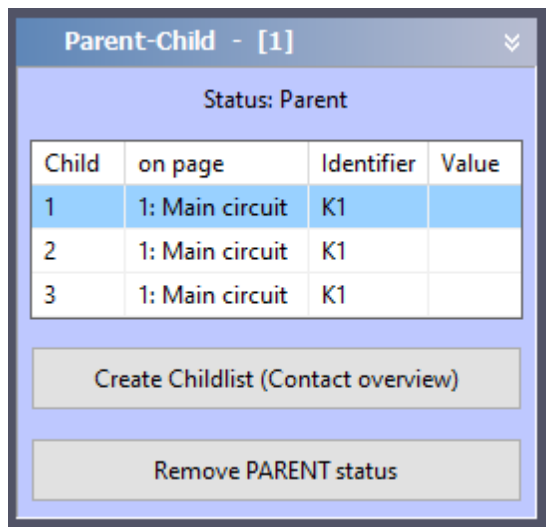 Parent-Child - [1]
Status: Parent
Child on page Identifier Value
1 1: Main circuit K1
2 1: Main circuit K1
3 1: Main circuit K1
Create Childlist (Contact overview)
Remove PARENT status